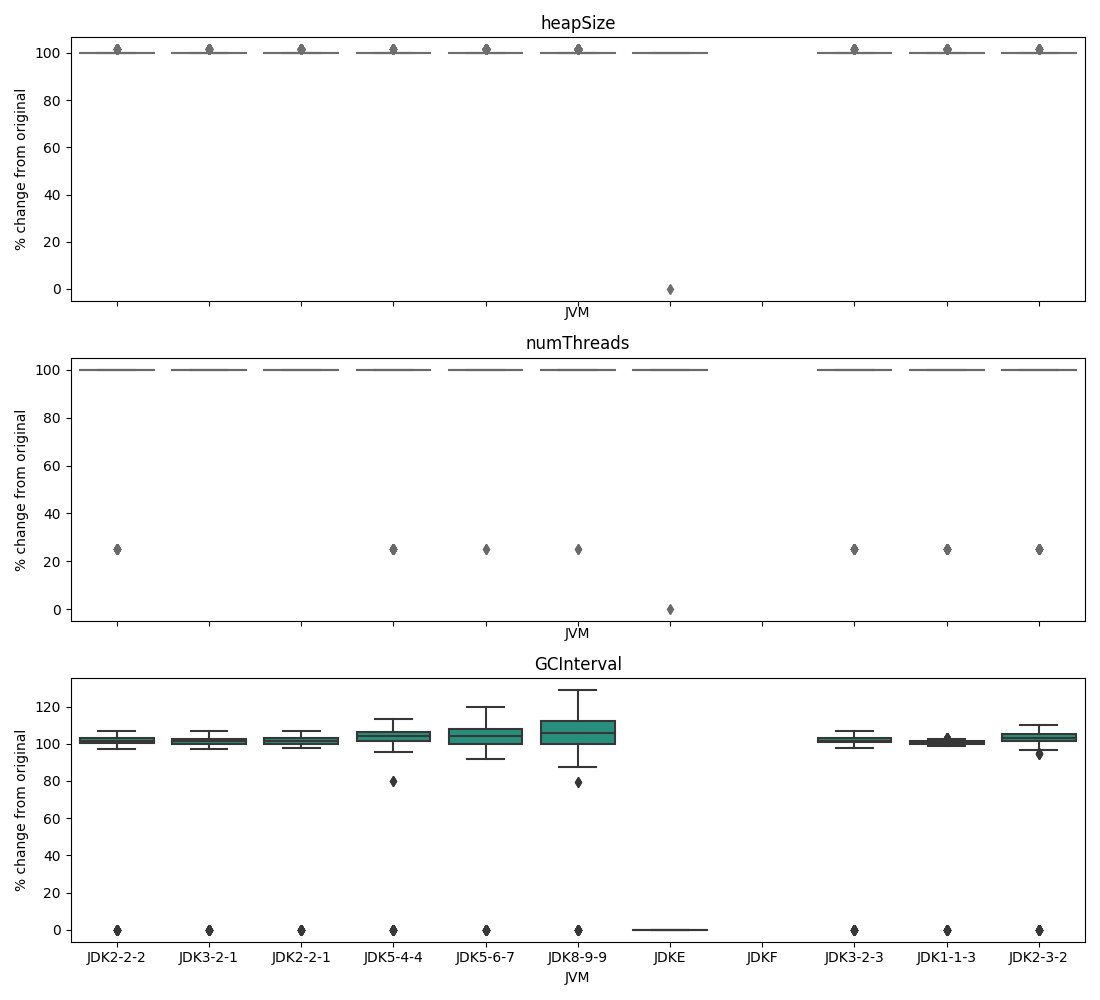 heapSize
% change from original
100
80
60
40
20
0
JVM
numThreads
% change from original
100
80
60
40
20
0
JVM
GCInterval
% change from original
120
100
80
60
40
20
0
JDK2-2-2 JDK3-2-1 JDK2-2-1 JDK5-4-4 JDK5-6-7 JDK8-9-9 JDKE JDKF JDK3-2-3 JDK1-1-3 JDK2-3-2
JVM